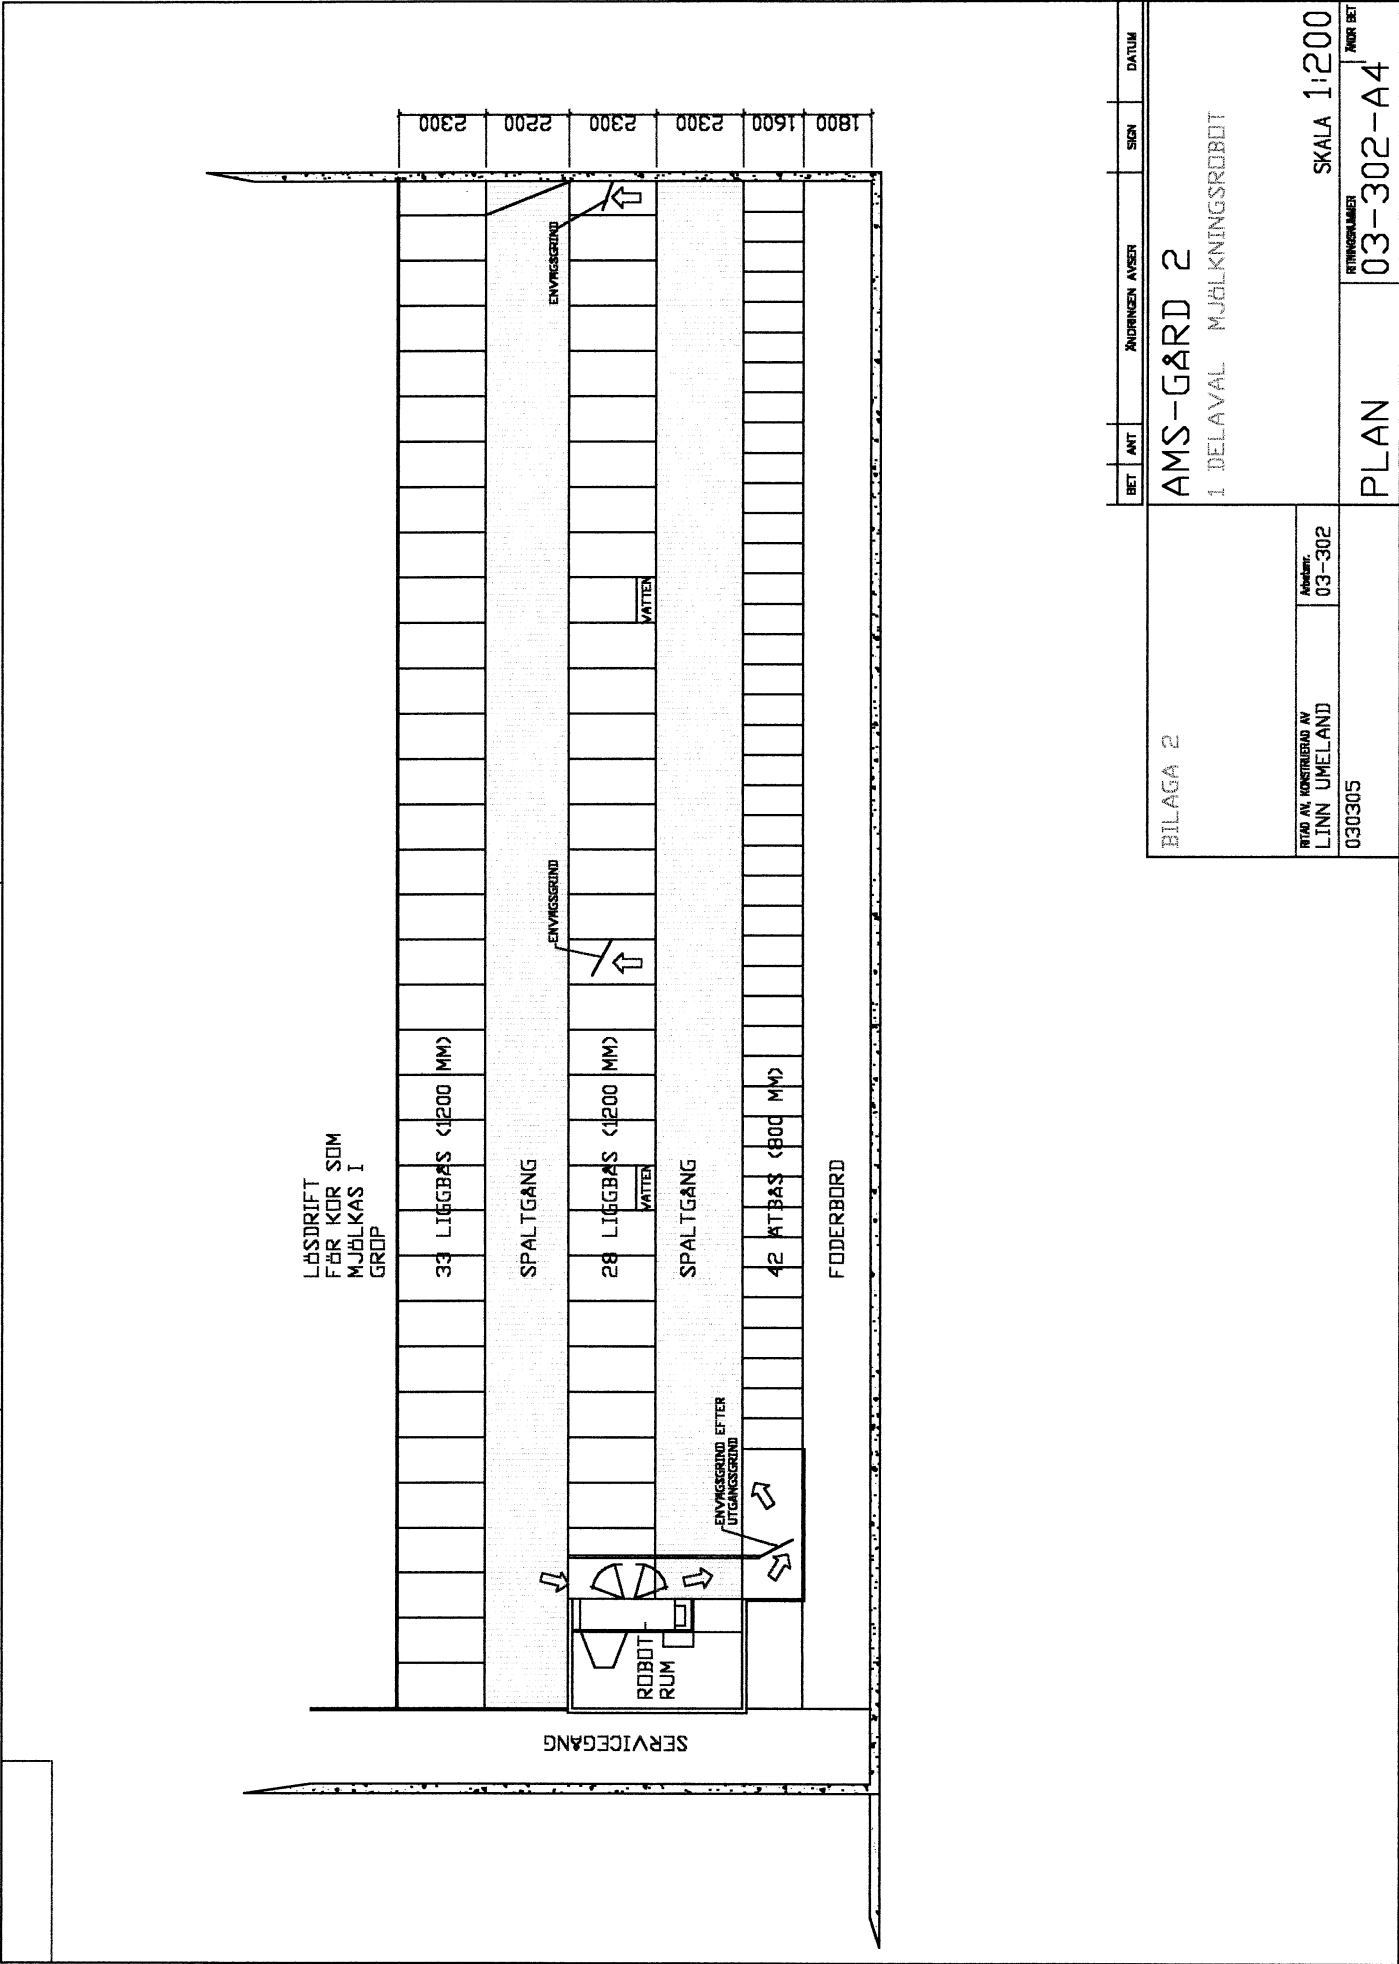 LÖSDRIFT
FÖR KOR SOM
MJÖLKAS I
GROP
33 LIGGBÅS (1200 MM)
SPALTGÅNG
28 LIGGBÅS (1200 MM)
VATTEN
VATTEN
SPALTGÅNG
42 ÄTBÅS (800 MM)
FODERBORD
ENVÄGSGRIND
ENVÄGSGRIND
ENVÄGSGRIND EFTER
UTGÅNGSGRIND
ROBOT
RUM
SERVICEGÅNG
2300
2200
2300
2300
1600
1800
BET ANT ÄNDRINGEN AVSER SIGN DATUM
BILAGA 2
AMS-GÅRD 2
1 DELAVAL MJÖLKNINGSROBOT
SKALA 1:200
RITAD AV, KONSTRUERAD AV
LINN UMELAND
Arbetsnr.
03-302
030305
PLAN
RITNINGSNUMMER
03-302-A4
ÄNDR BET